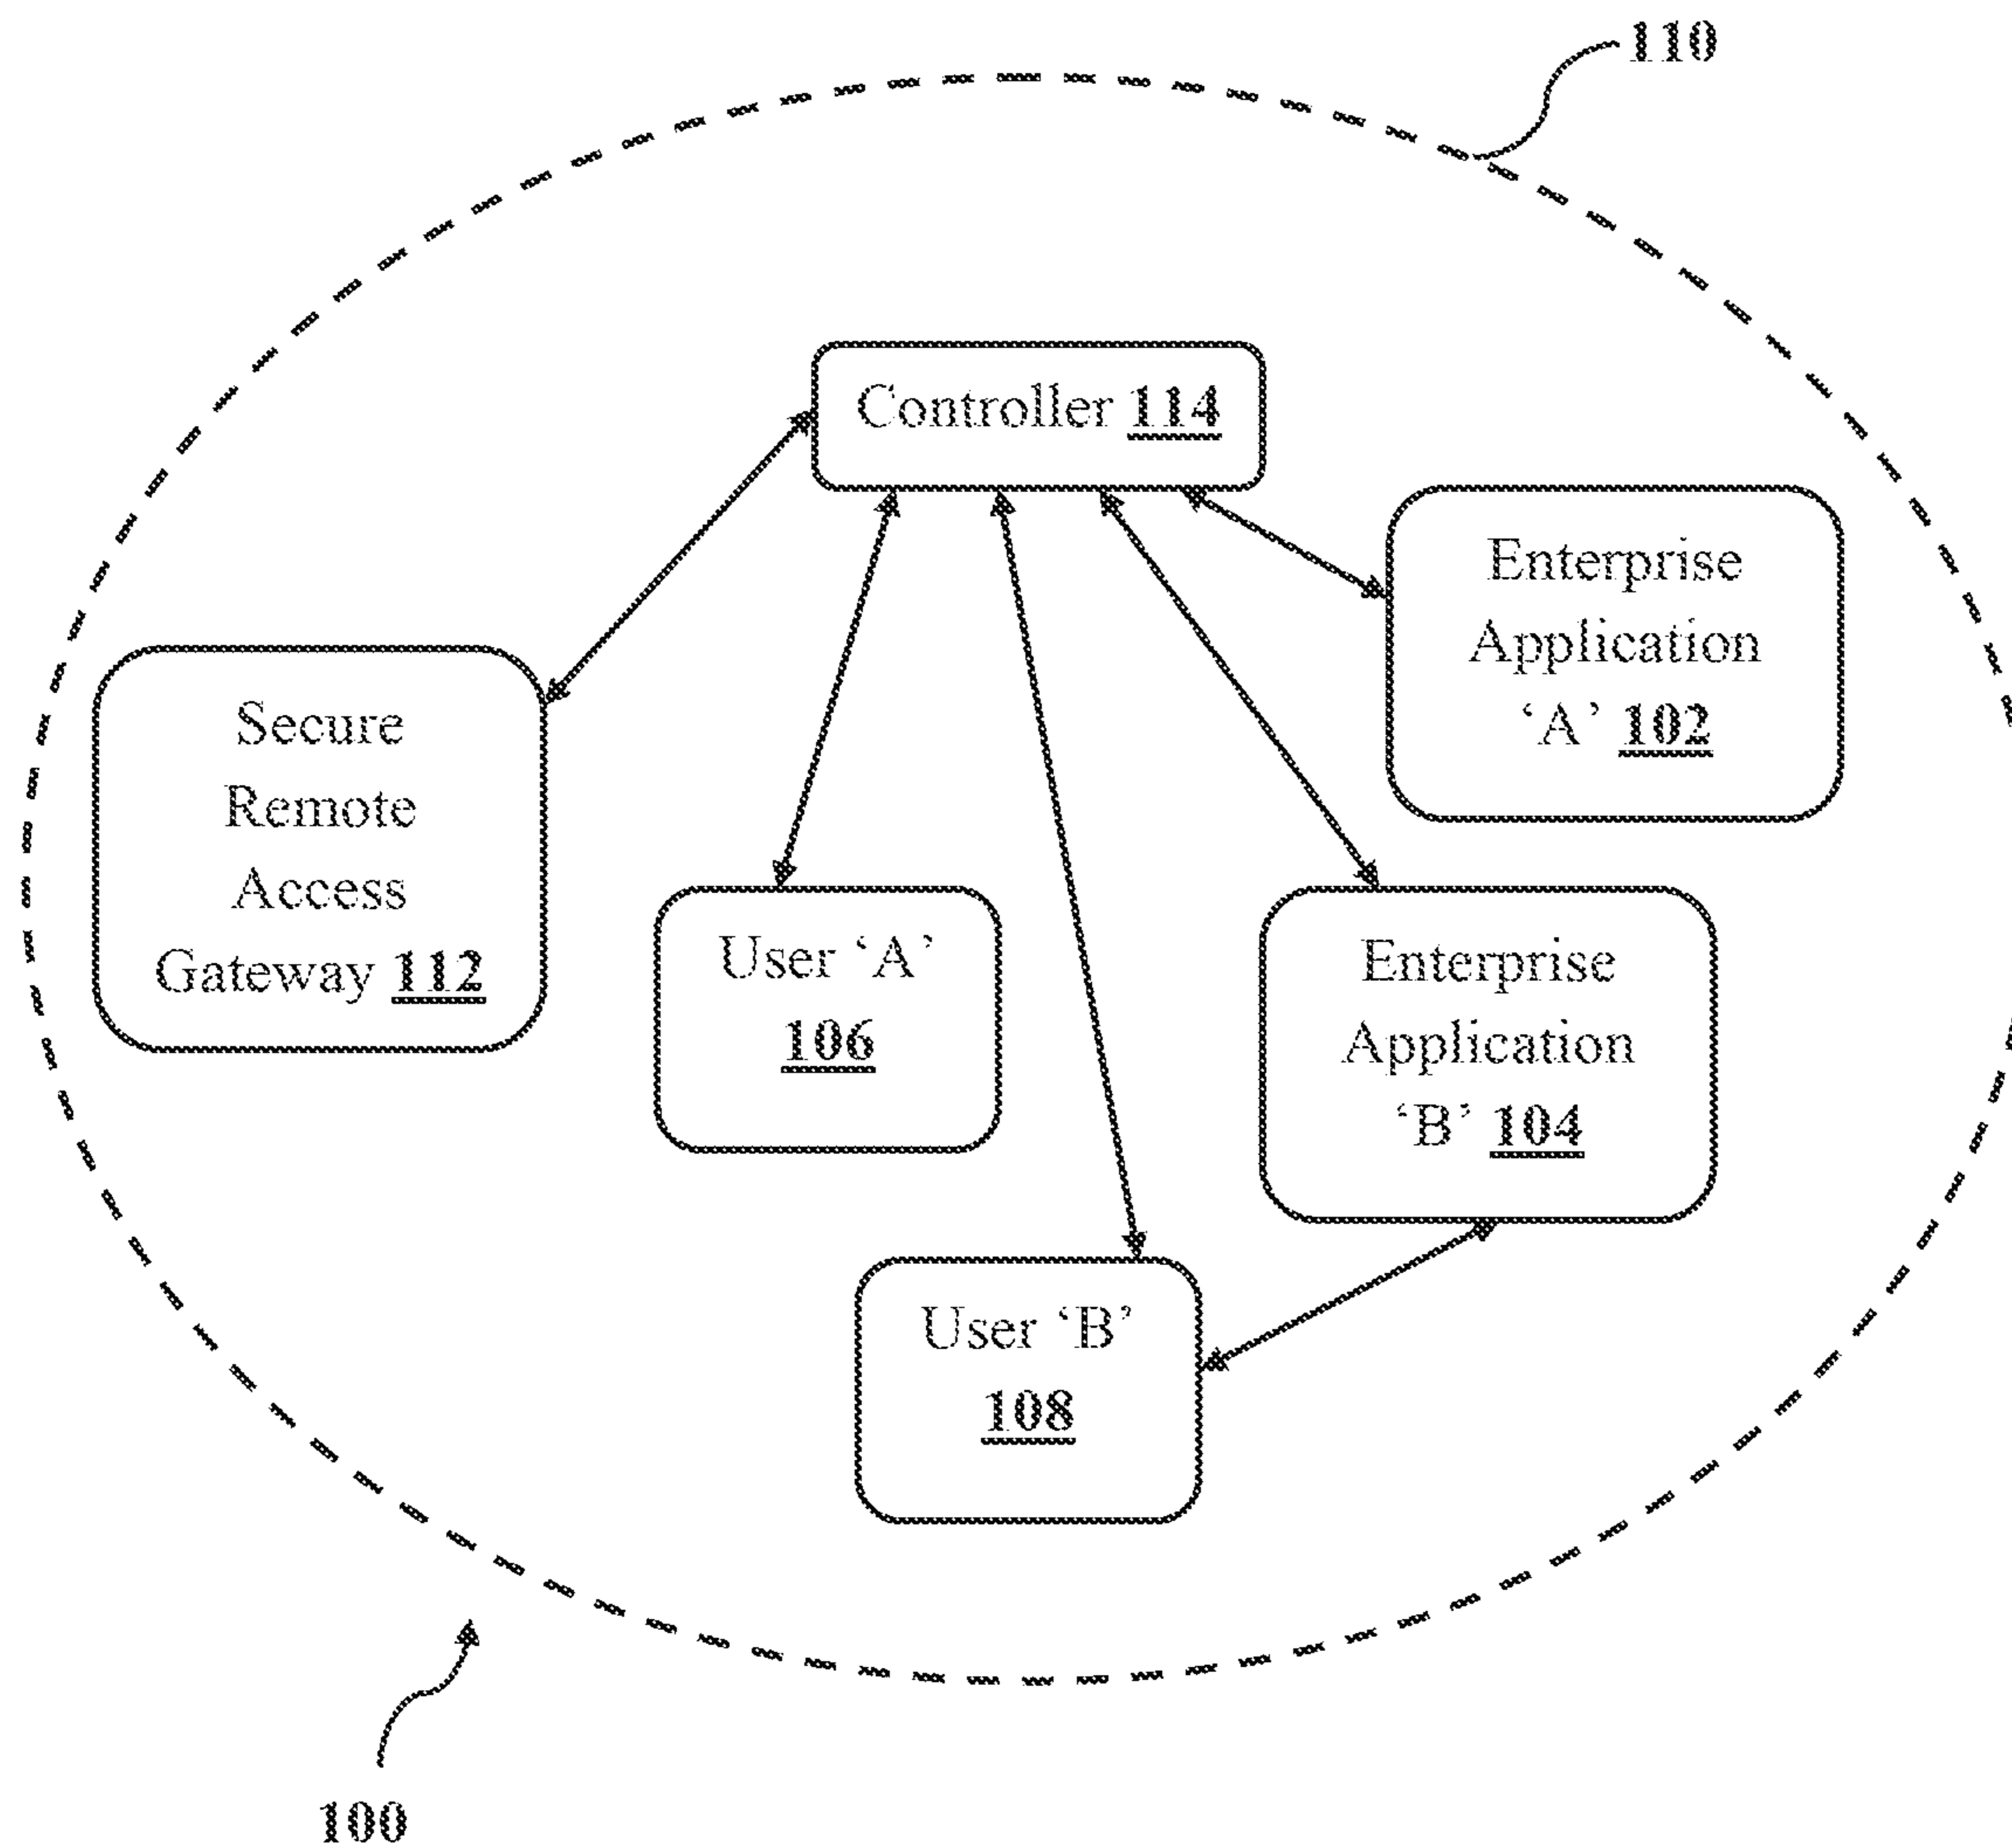 110
Controller 114
Enterprise
Application
‘A’ 102
Secure
Remote
Access
Gateway 112
User ‘A’
106
Enterprise
Application
‘B’ 104
User ‘B’
108
100